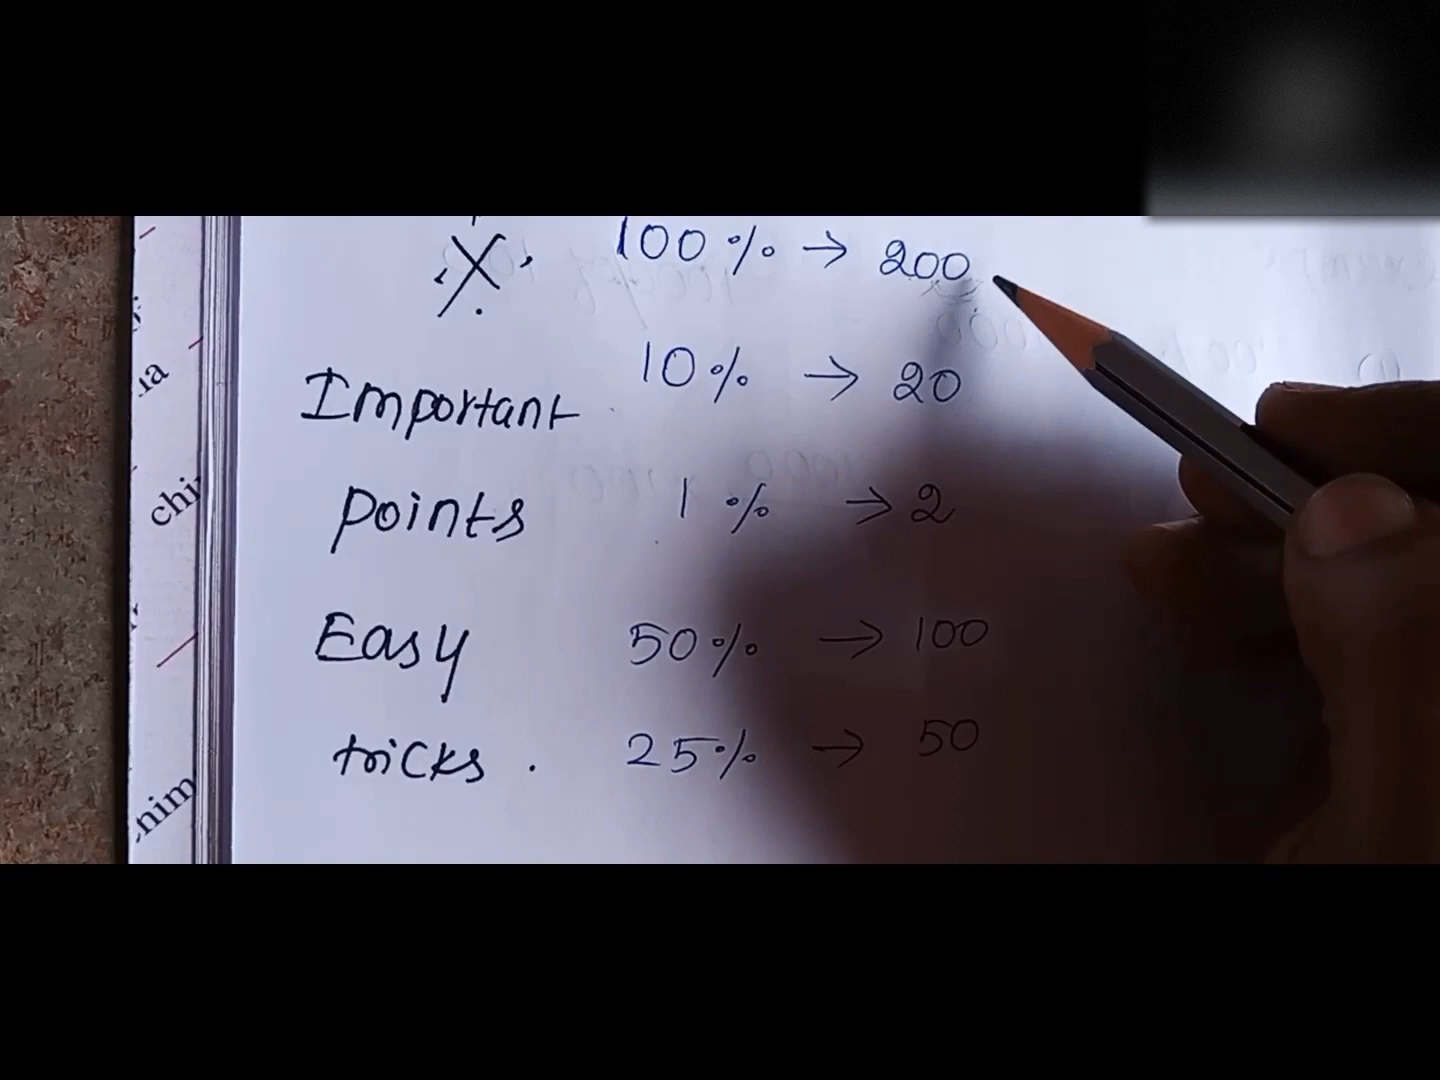 100% → 200
10% → 20
Important
1% → 2
points
50% → 100
Easy
25% → 50
tricks.